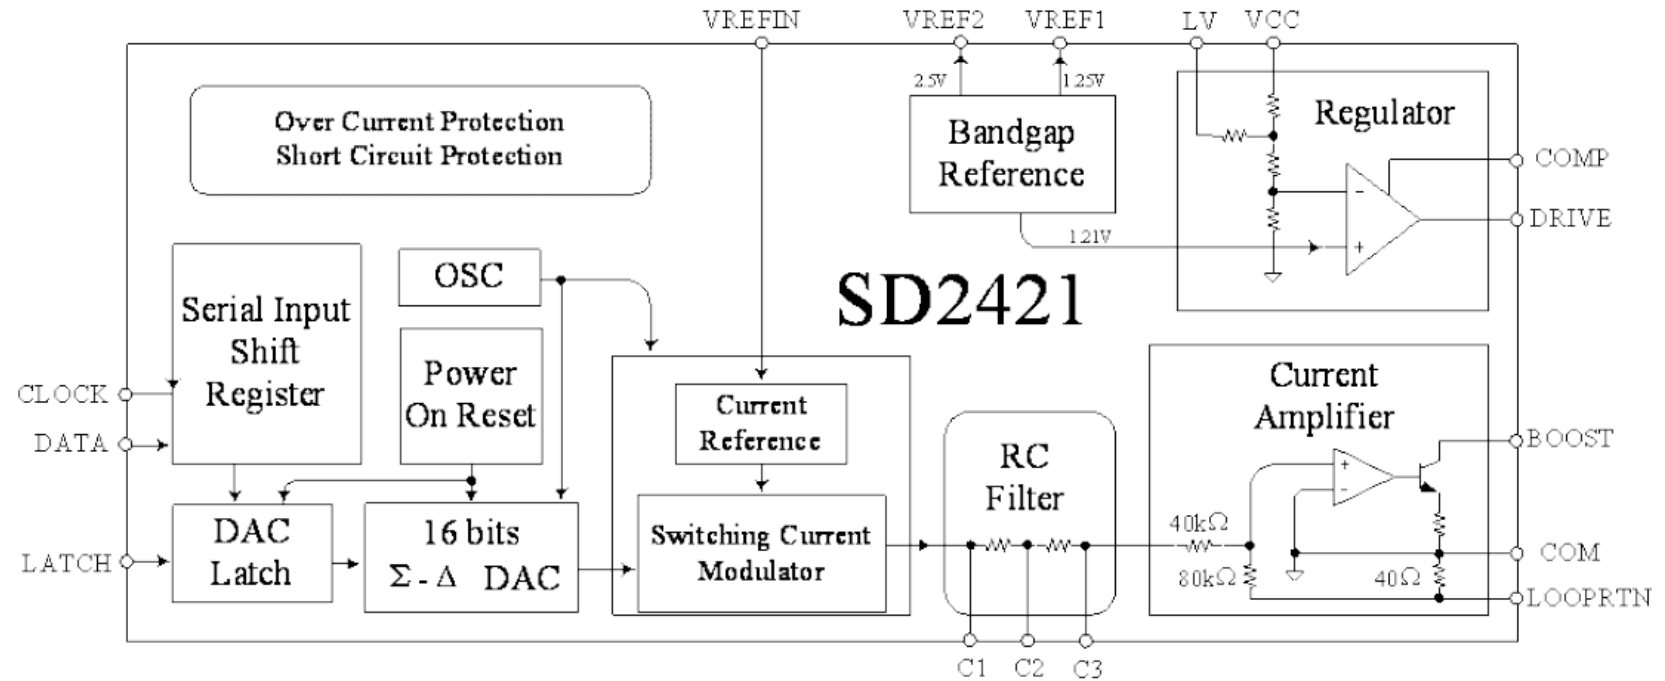 VREFIN
VREF2
VREF1
LV
VCC
2.5V
1.25V
Over Current Protection
Short Circuit Protection
Bandgap
Reference
Regulator
COMP
DRIVE
-
+
1.21V
SD2421
Serial Input
Shift
Register
OSC
Power
On Reset
CLOCK
DATA
LATCH
DAC
Latch
16 bits
Σ - Δ DAC
Current
Reference
Switching Current
Modulator
RC
Filter
Current
Amplifier
+
-
BOOST
40kΩ
80kΩ
40Ω
COM
LOOPRTN
C1
C2
C3